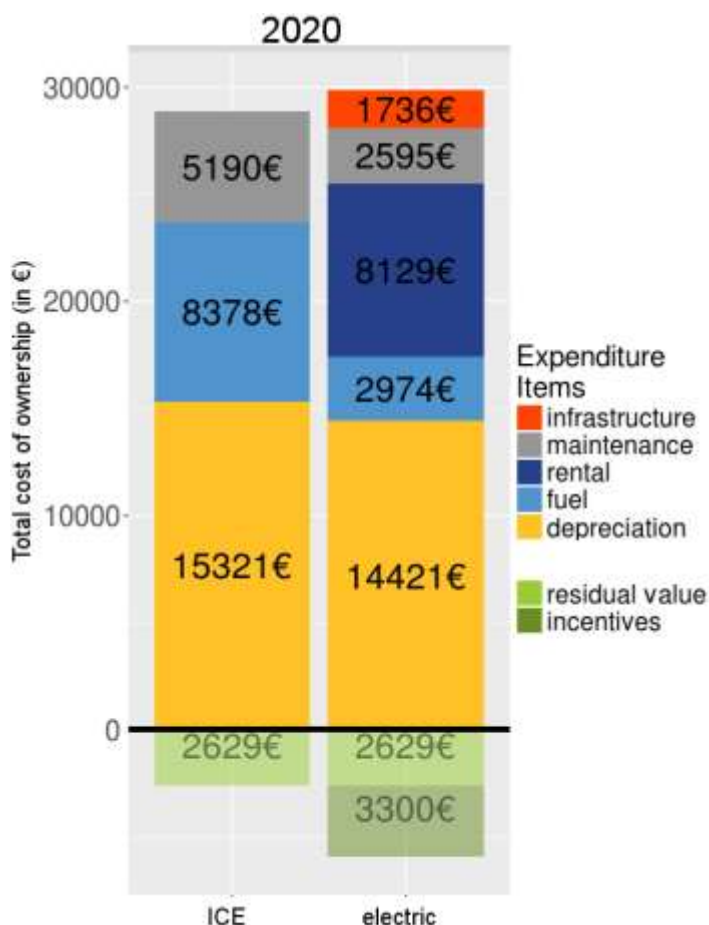 2020
Total cost of ownership (in €)
30000
20000
10000
0
5190€
8378€
15321€
2629€
1736€
2595€
8129€
2974€
14421€
2629€
3300€
ICE
electric
Expenditure
Items
infrastructure
maintenance
rental
fuel
depreciation
residual value
incentives